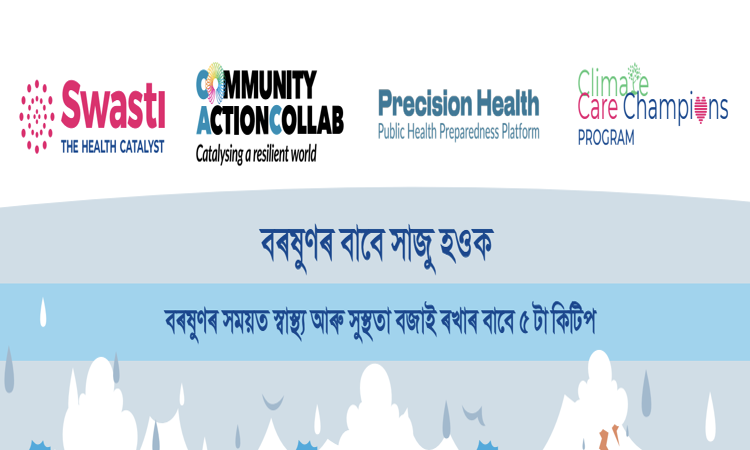 Swasti
THE HEALTH CATALYST
COMMUNITY
ACTIONCOLLAB
Catalysing a resilient world
Precision Health
Public Health Preparedness Platform
Climate
Care Champions
PROGRAM
বৰষুণৰ বাবে সাজু হওক
বৰষুণৰ সময়ত স্বাস্থ্য আৰু সুস্থতা বজাই ৰখাৰ বাবে ৫ টা কিটিপ